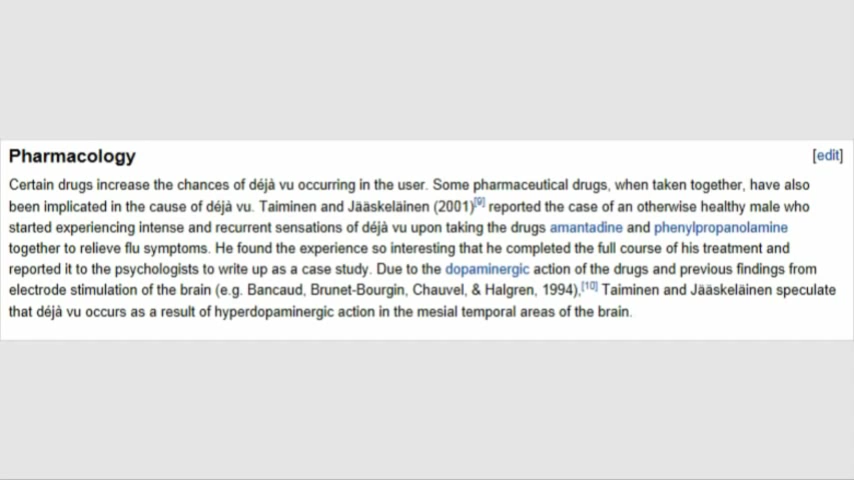 Pharmacology [edit]
Certain drugs increase the chances of déjà vu occurring in the user. Some pharmaceutical drugs, when taken together, have also
been implicated in the cause of déjà vu. Taiminen and Jääskeläinen (2001)[9] reported the case of an otherwise healthy male who
started experiencing intense and recurrent sensations of déjà vu upon taking the drugs amantadine and phenylpropanolamine
together to relieve flu symptoms. He found the experience so interesting that he completed the full course of his treatment and
reported it to the psychologists to write up as a case study. Due to the dopaminergic action of the drugs and previous findings from
electrode stimulation of the brain (e.g. Bancaud, Brunet-Bourgin, Chauvel, & Halgren, 1994),[10] Taiminen and Jääskeläinen speculate
that déjà vu occurs as a result of hyperdopaminergic action in the mesial temporal areas of the brain.